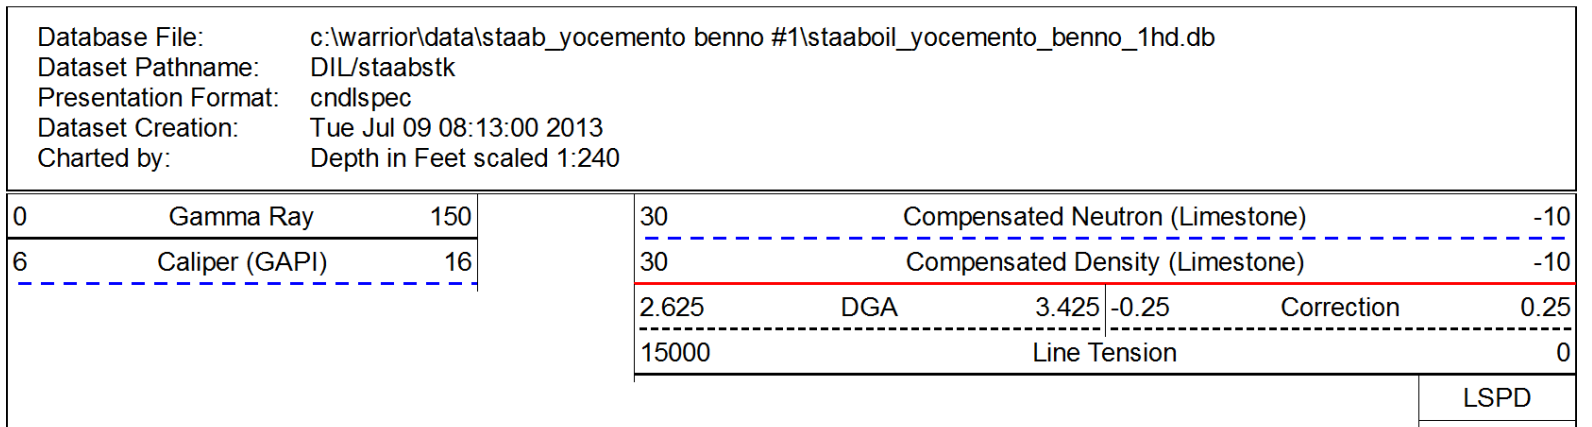 Database File: c:\warrior\data\staab_yocemento benno #1\staaboil_yocemento_benno_1hd.db
Dataset Pathname: DIL/staabstk
Presentation Format: cndlspec
Dataset Creation: Tue Jul 09 08:13:00 2013
Charted by: Depth in Feet scaled 1:240
0 Gamma Ray 150 30 Compensated Neutron (Limestone) -10
6 Caliper (GAPI) 16 30 Compensated Density (Limestone) -10
2.625 DGA 3.425 -0.25 Correction 0.25
15000 Line Tension 0
LSPD